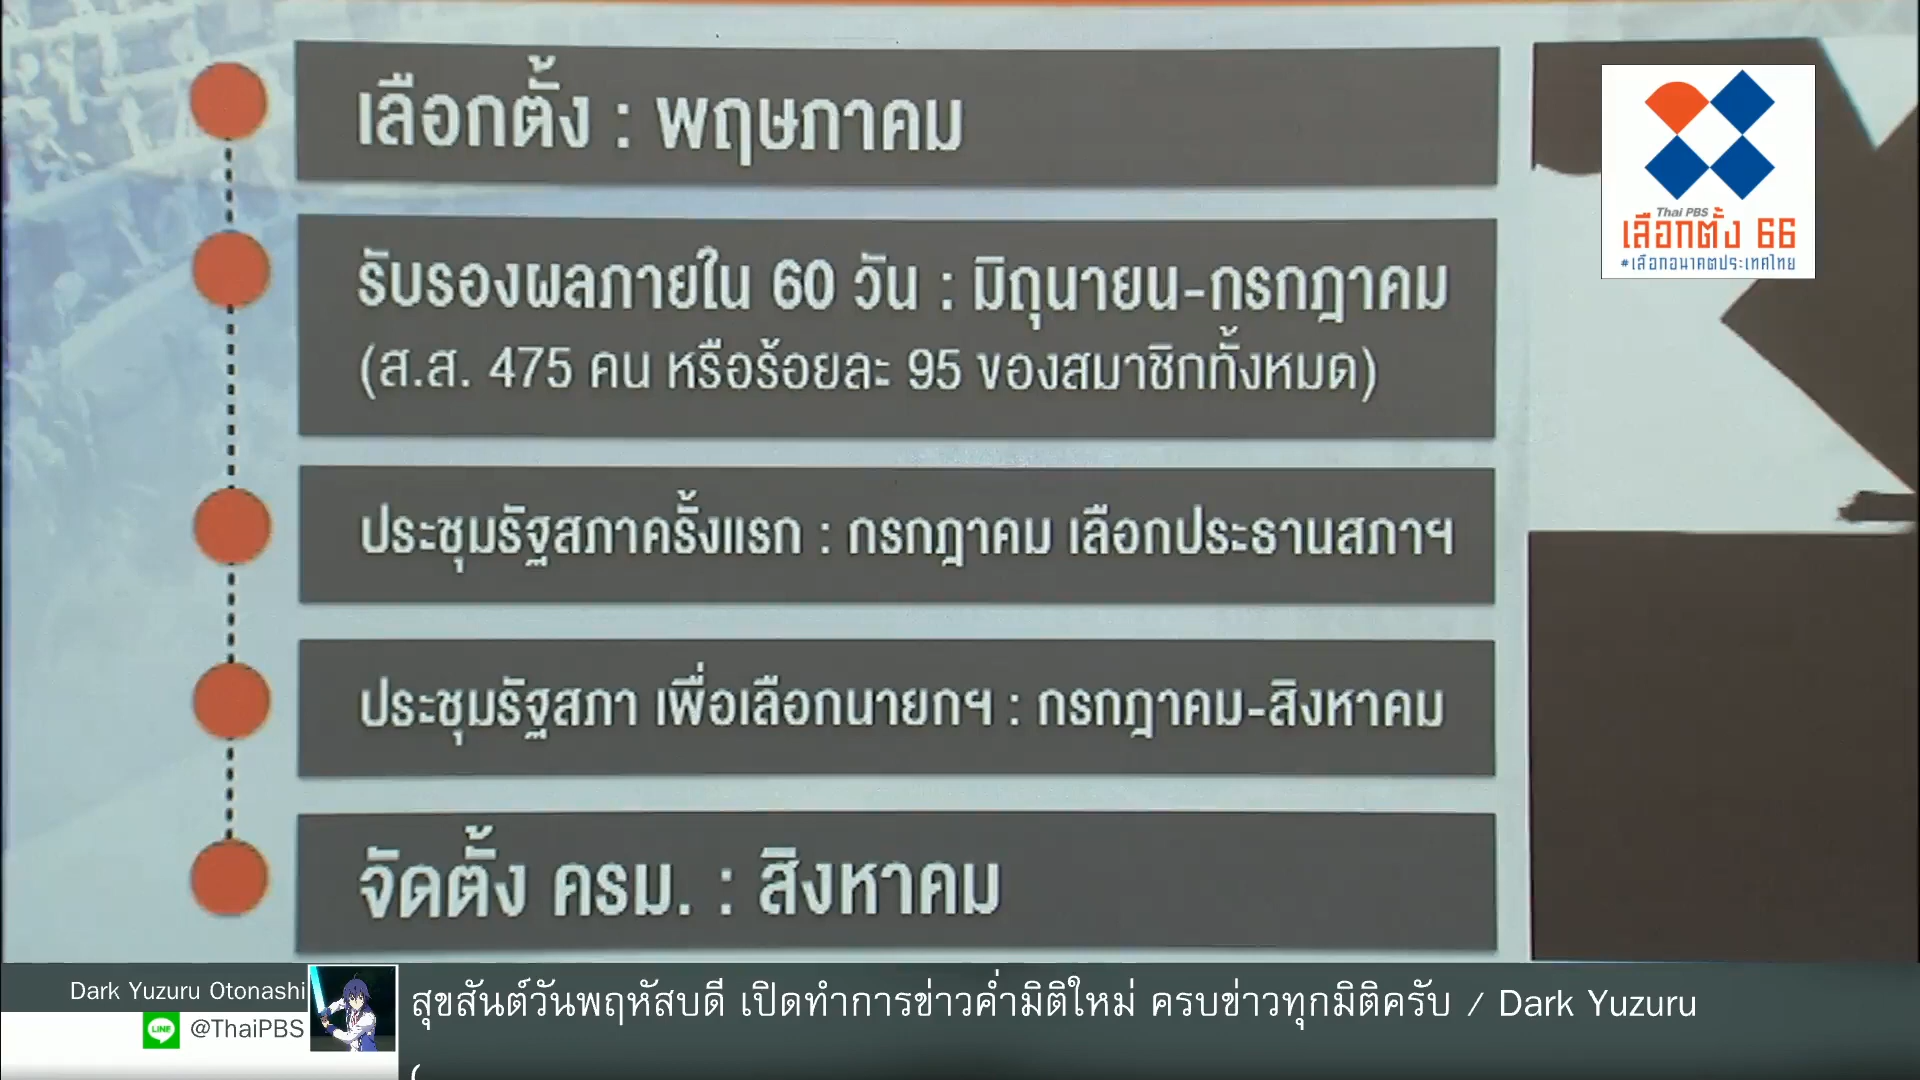 เลือกตั้ง : พฤษภาคม
รับรองผลภายใน 60 วัน : มิถุนายน-กรกฎาคม
(ส.ส. 475 คน หรือร้อยละ 95 ของสมาชิกทั้งหมด)
ประชุมรัฐสภาครั้งแรก : กรกฎาคม เลือกประธานสภาฯ
ประชุมรัฐสภา เพื่อเลือกนายกฯ : กรกฎาคม-สิงหาคม
จัดตั้ง ครม. : สิงหาคม
Thai PBS
เลือกตั้ง 66
#เลือกอนาคตประเทศไทย
Dark Yuzuru Otonashi
LINE @ThaiPBS
สุขสันต์วันพฤหัสบดี เปิดทำการข่าวค่ำมิติใหม่ ครบข่าวทุกมิติครับ / Dark Yuzuru